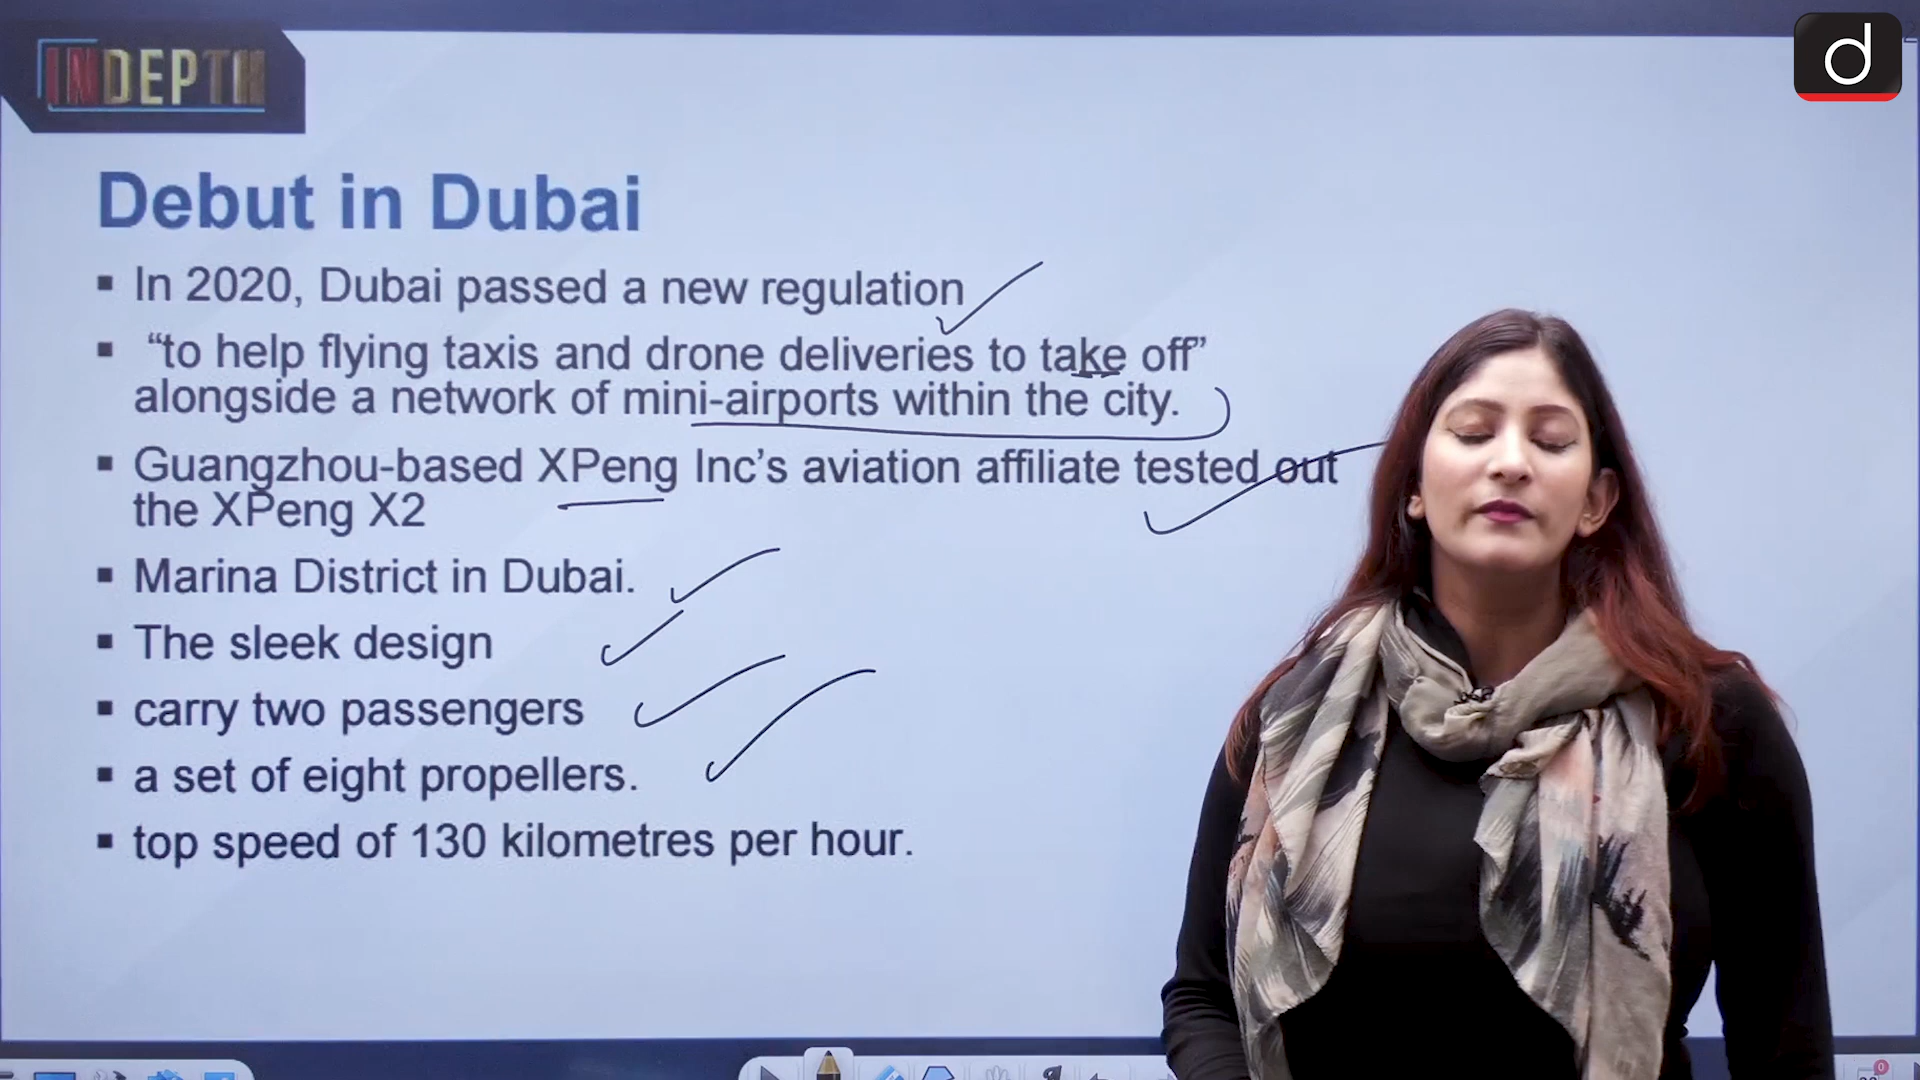 INDEPTH
d
Debut in Dubai
▪ In 2020, Dubai passed a new regulation
▪ “to help flying taxis and drone deliveries to take off”
alongside a network of mini-airports within the city.
▪ Guangzhou-based XPeng Inc’s aviation affiliate tested out
the XPeng X2
▪ Marina District in Dubai.
▪ The sleek design
▪ carry two passengers
▪ a set of eight propellers.
▪ top speed of 130 kilometres per hour.